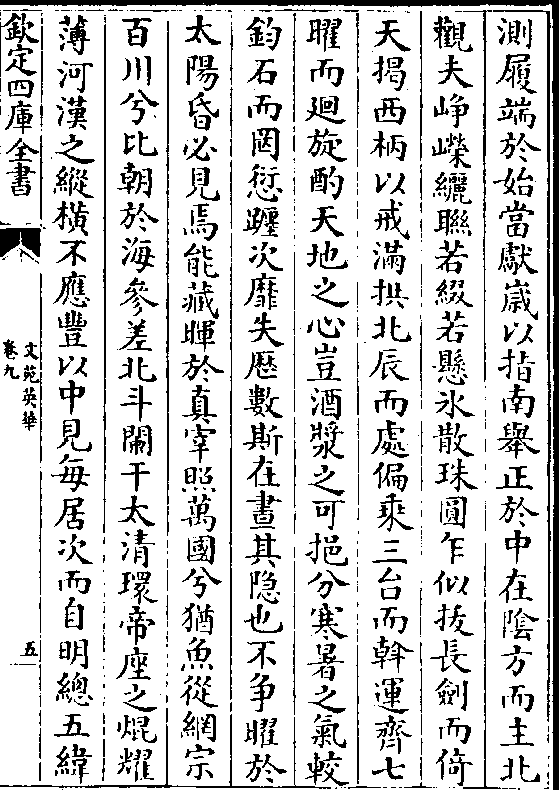 測履端於始當獻嵗以指南舉正於中在陰方而主北
觀夫崢嶸纚聯若綴若懸氷散珠圓乍似拔長劍而倚
天揭西柄以戒滿拱北辰而處偏乘三台而斡運齊七
曜而廻旋酌天地之心豈酒漿之可挹分寒暑之氣較
鈞石而罔愆躔次靡失厯數斯在晝其隐也不争曜於
太陽昏必見焉能藏暉於真宰照萬國兮猶魚從網宗
百川兮比朝於海參差北斗闌干太清環帝座之焜耀
薄河漢之縱横不應豐以中見每居次而自明總五緯
欽定四庫全書
文苑英華
卷九
五